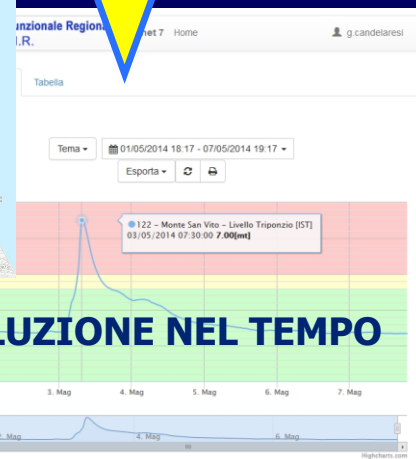 unzionale Regiona net 7 Home g.candelaresi
I.R.
Tabella
Tema 01/05/2014 18:17 - 07/05/2014 19:17
Esporta
122 - Monte San Vito - Livello Triponzio [IST]
03/05/2014 07:30:00 7.00[mt]
LUZIONE NEL TEMPO
3. Mag 4. Mag 5. Mag 6. Mag 7. Mag
2. Mag 4. Mag 6. Mag
Highcharts.com